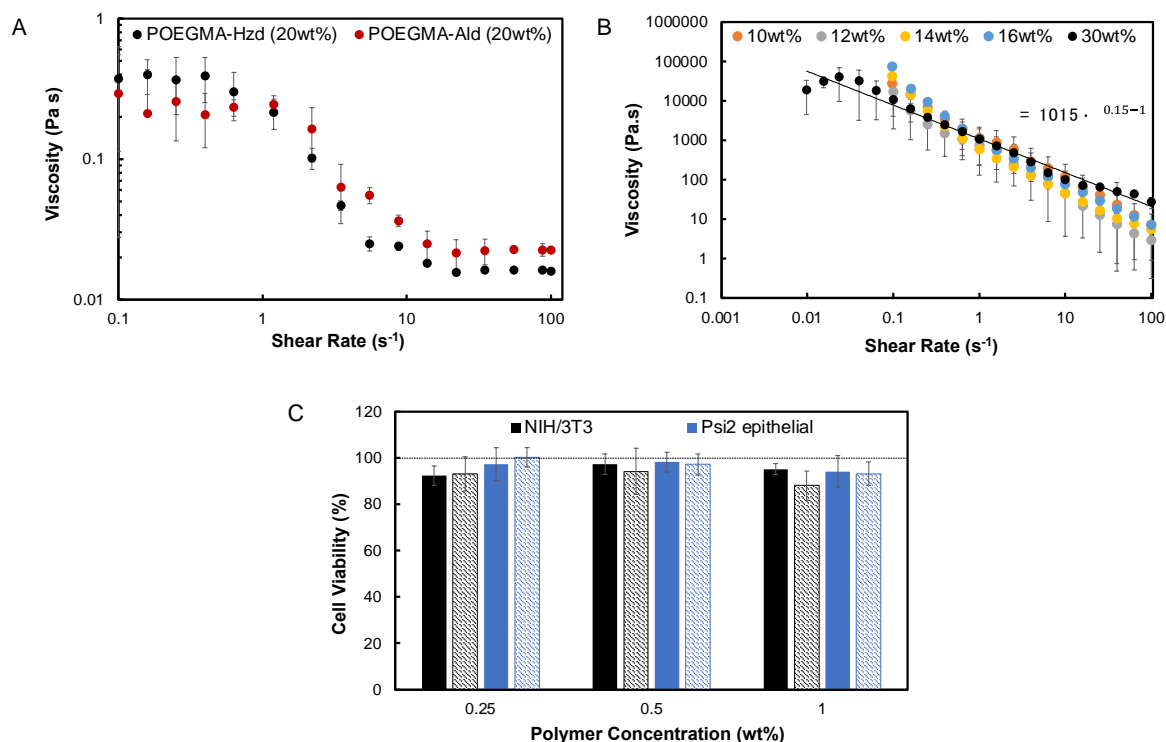 A
POEGMA-Hzd (20wt%) POEGMA-Ald (20wt%)
1
0.1
0.01
Viscosity (Pa s)
0.1 1 10 100
Shear Rate (s⁻¹)
B
10wt% 12wt% 14wt% 16wt% 30wt%
1000000
100000
10000
1000
100
10
1
0.1
Viscosity (Pa.s)
= 1015 · 0.15−1
0.001 0.01 0.1 1 10 100
Shear Rate (s⁻¹)
C
NIH/3T3 Psi2 epithelial
120
100
80
60
40
20
0
Cell Viability (%)
0.25 0.5 1
Polymer Concentration (wt%)